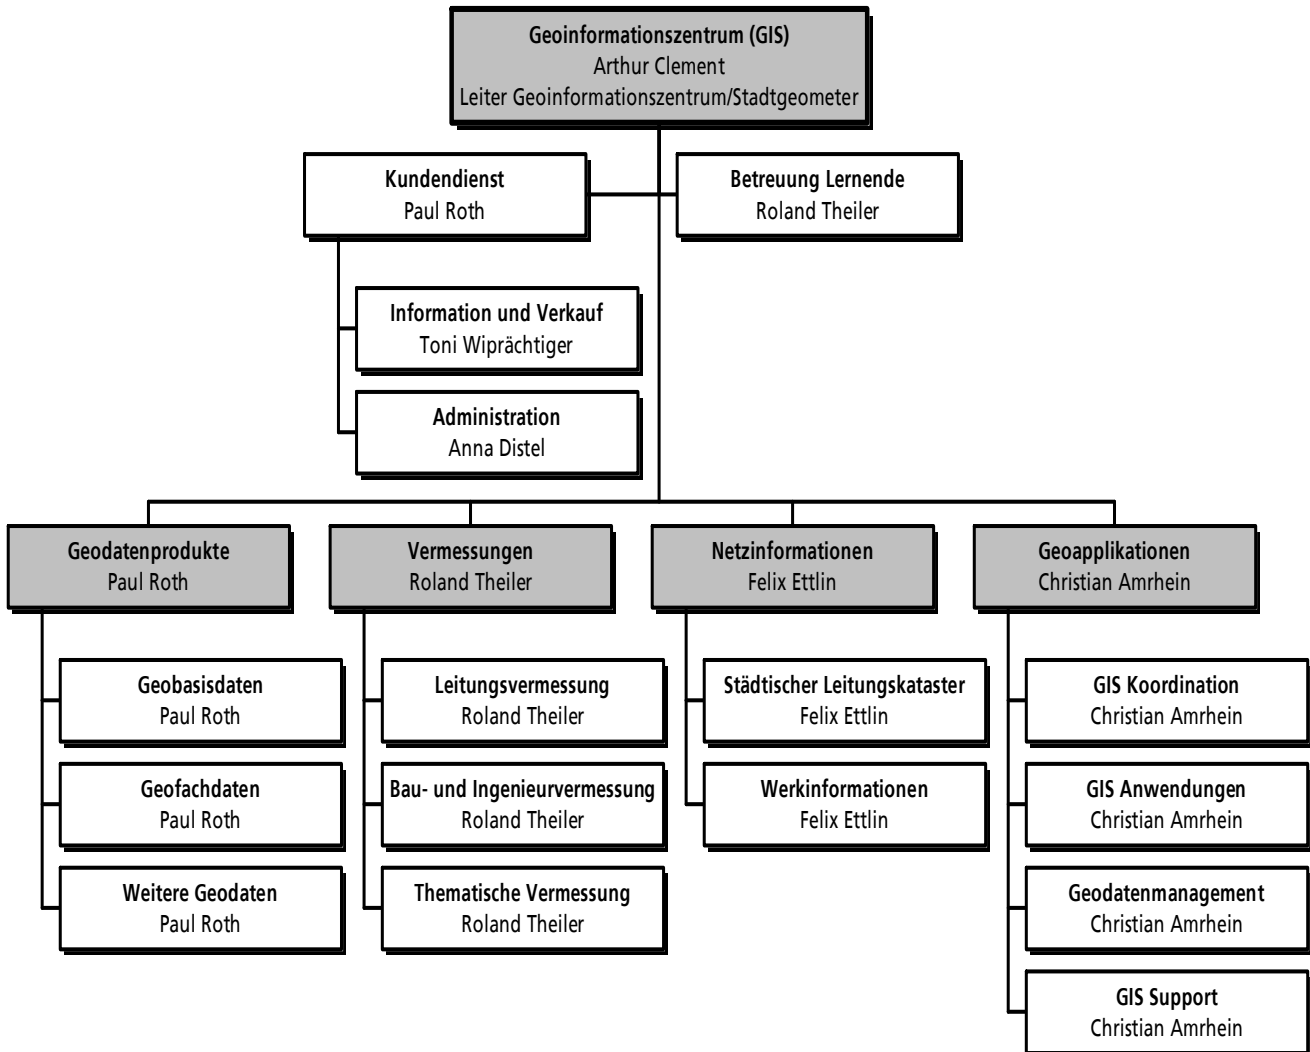 Geoinformationszentrum (GIS)
Arthur Clement
Leiter Geoinformationszentrum/Stadtgeometer
Kundendienst
Paul Roth
Betreuung Lernende
Roland Theiler
Information und Verkauf
Toni Wiprächtiger
Administration
Anna Distel
Geodatenprodukte
Paul Roth
Geobasisdaten
Paul Roth
Geofachdaten
Paul Roth
Weitere Geodaten
Paul Roth
Vermessungen
Roland Theiler
Leitungsvermessung
Roland Theiler
Bau- und Ingenieurvermessung
Roland Theiler
Thematische Vermessung
Roland Theiler
Netzinformationen
Felix Ettlin
Städtischer Leitungskataster
Felix Ettlin
Werkinformationen
Felix Ettlin
Geoapplikationen
Christian Amrhein
GIS Koordination
Christian Amrhein
GIS Anwendungen
Christian Amrhein
Geodatenmanagement
Christian Amrhein
GIS Support
Christian Amrhein